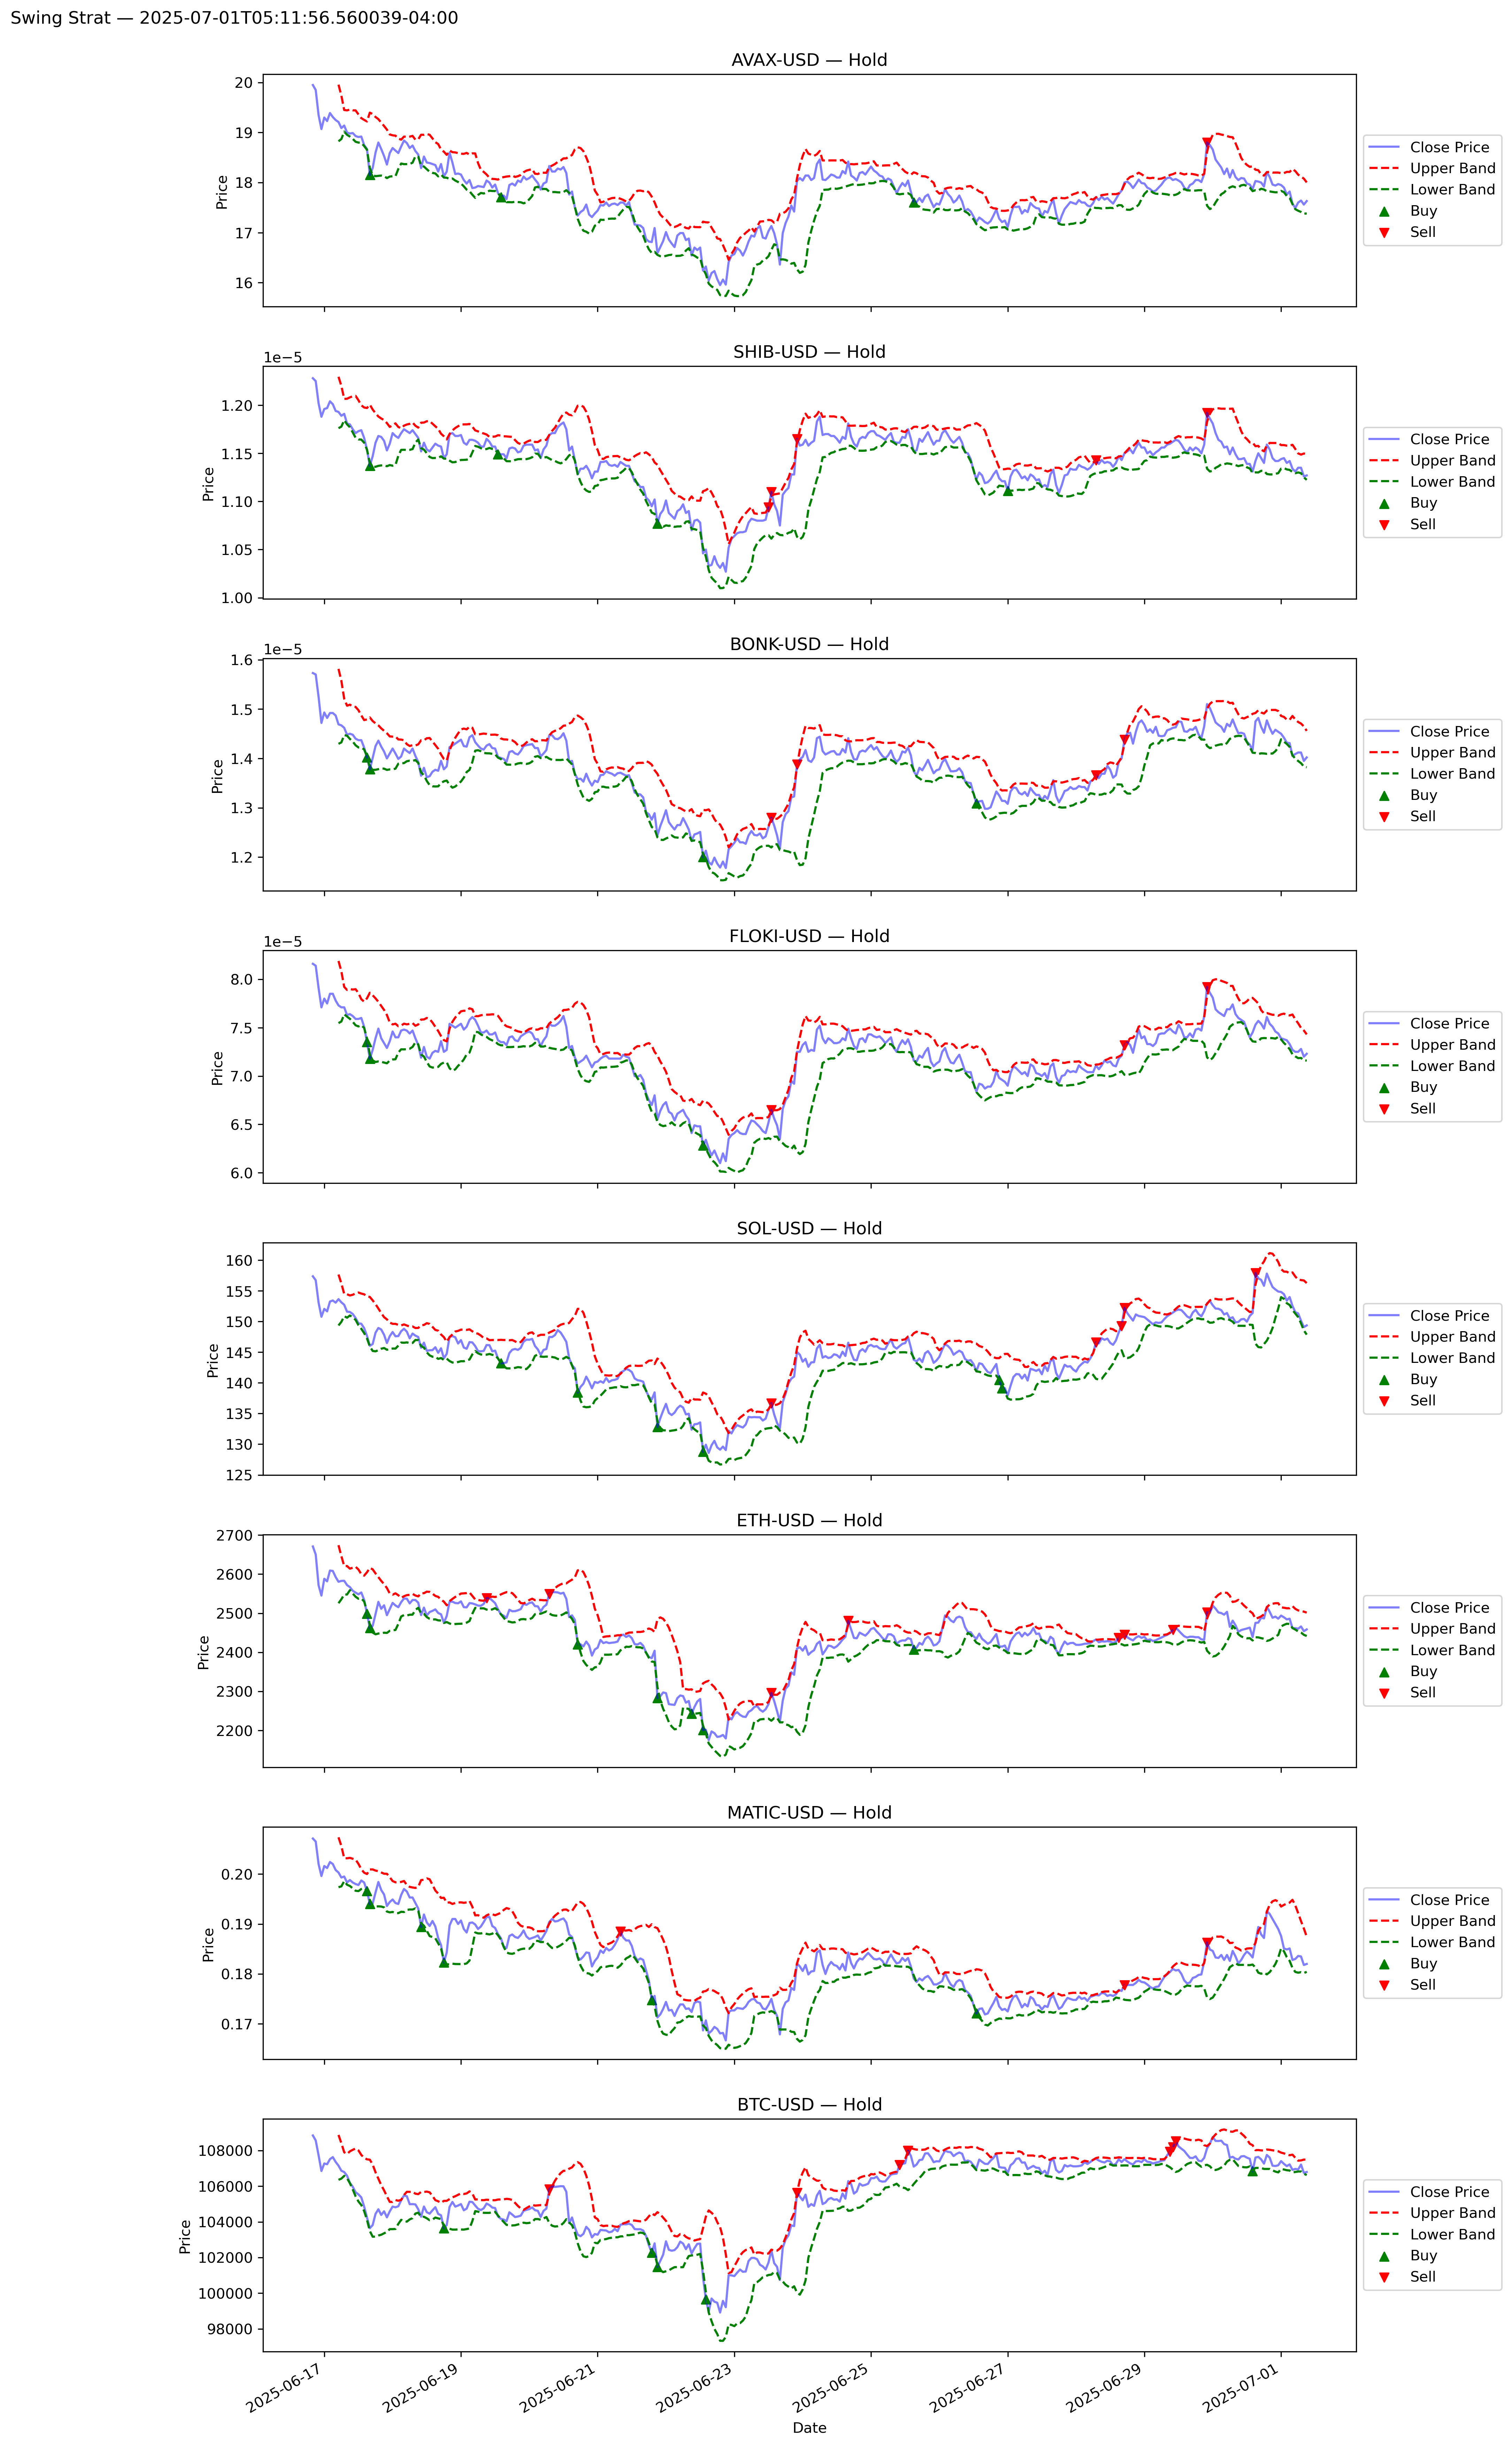 Swing Strat — 2025-07-01T05:11:56.560039-04:00
AVAX-USD — Hold
20
19
18
17
16
Price
Close Price
Upper Band
Lower Band
Buy
Sell
SHIB-USD — Hold
1e−5
1.20
1.15
1.10
1.05
1.00
Price
Close Price
Upper Band
Lower Band
Buy
Sell
BONK-USD — Hold
1e−5
1.6
1.5
1.4
1.3
1.2
Price
Close Price
Upper Band
Lower Band
Buy
Sell
FLOKI-USD — Hold
1e−5
8.0
7.5
7.0
6.5
6.0
Price
Close Price
Upper Band
Lower Band
Buy
Sell
SOL-USD — Hold
160
155
150
145
140
135
130
125
Price
Close Price
Upper Band
Lower Band
Buy
Sell
ETH-USD — Hold
2700
2600
2500
2400
2300
2200
Price
Close Price
Upper Band
Lower Band
Buy
Sell
MATIC-USD — Hold
0.20
0.19
0.18
0.17
Price
Close Price
Upper Band
Lower Band
Buy
Sell
BTC-USD — Hold
108000
106000
104000
102000
100000
98000
Price
Close Price
Upper Band
Lower Band
Buy
Sell
2025-06-17
2025-06-19
2025-06-21
2025-06-23
2025-06-25
2025-06-27
2025-06-29
2025-07-01
Date